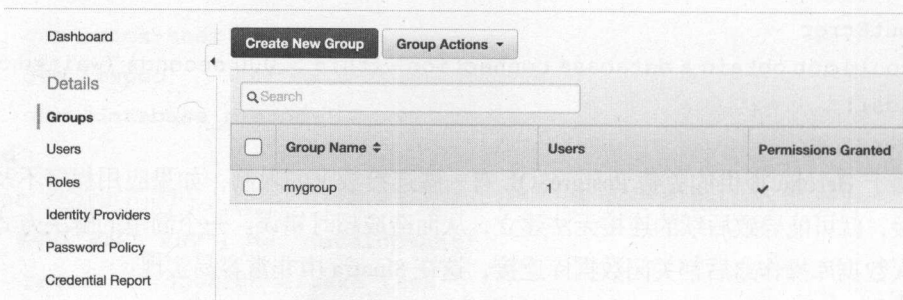 Dashboard
Details
Groups
Users
Roles
Identity Providers
Password Policy
Credential Report
Create New Group
Group Actions
Search
Group Name
Users
Permissions Granted
mygroup
1